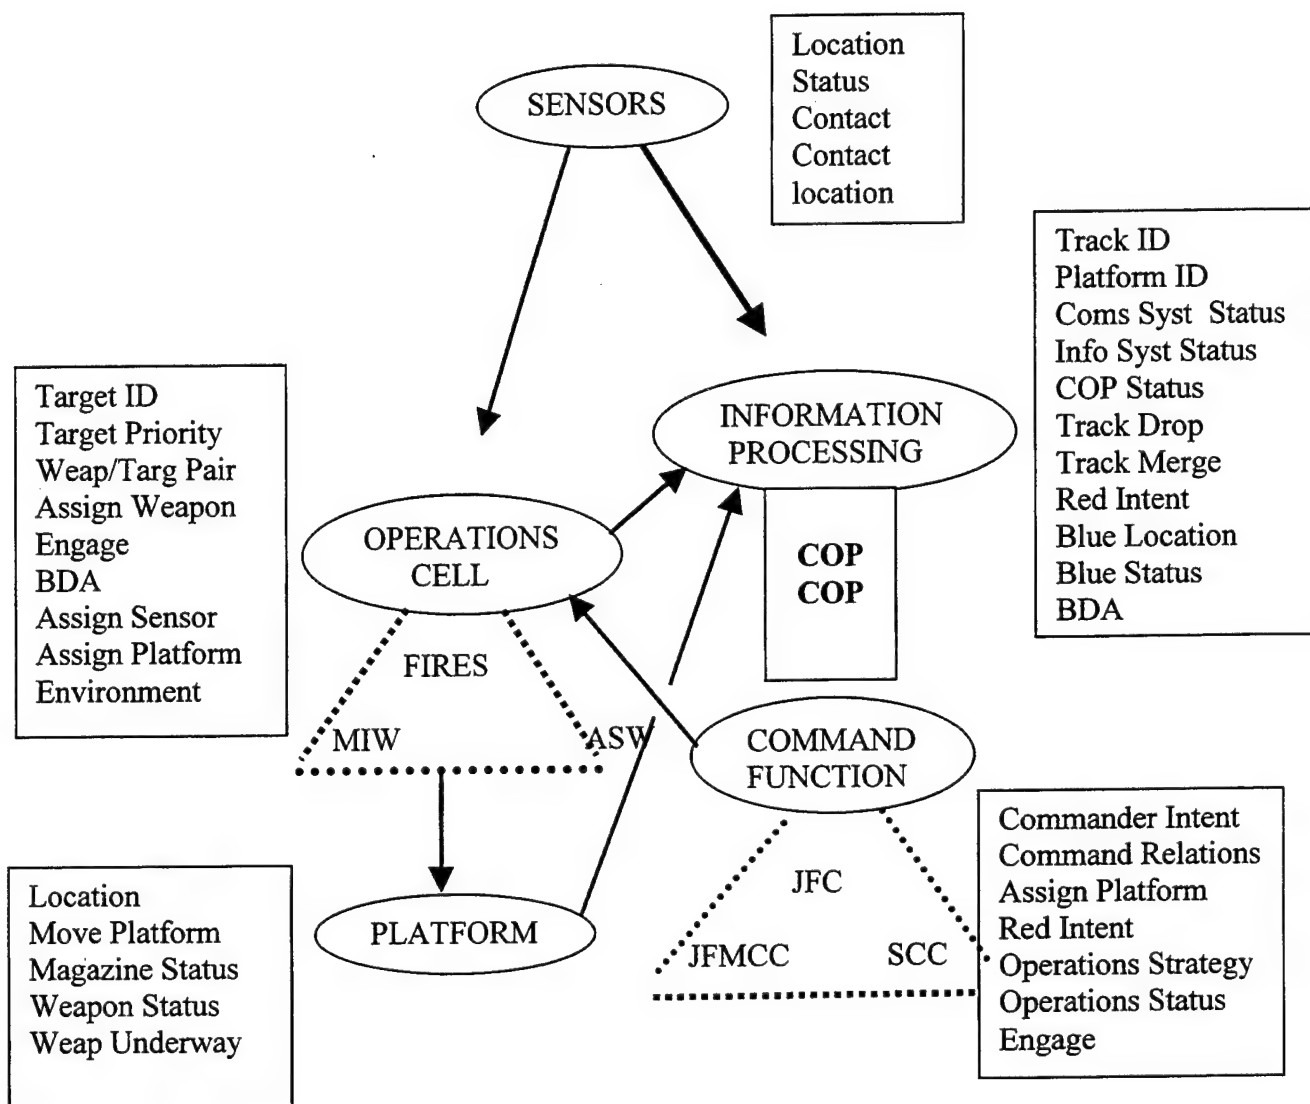 SENSORS
Location
Status
Contact
Contact
location
Track ID
Platform ID
Coms Syst  Status
Info Syst Status
COP Status
Track Drop
Track Merge
Red Intent
Blue Location
Blue Status
BDA
Target ID
Target Priority
Weap/Targ Pair
Assign Weapon
Engage
BDA
Assign Sensor
Assign Platform
Environment
INFORMATION
PROCESSING
COP
COP
OPERATIONS
CELL
FIRES
MIW
ASW
COMMAND
FUNCTION
JFC
JFMCC
SCC
Commander Intent
Command Relations
Assign Platform
Red Intent
Operations Strategy
Operations Status
Engage
Location
Move Platform
Magazine Status
Weapon Status
Weap Underway
PLATFORM